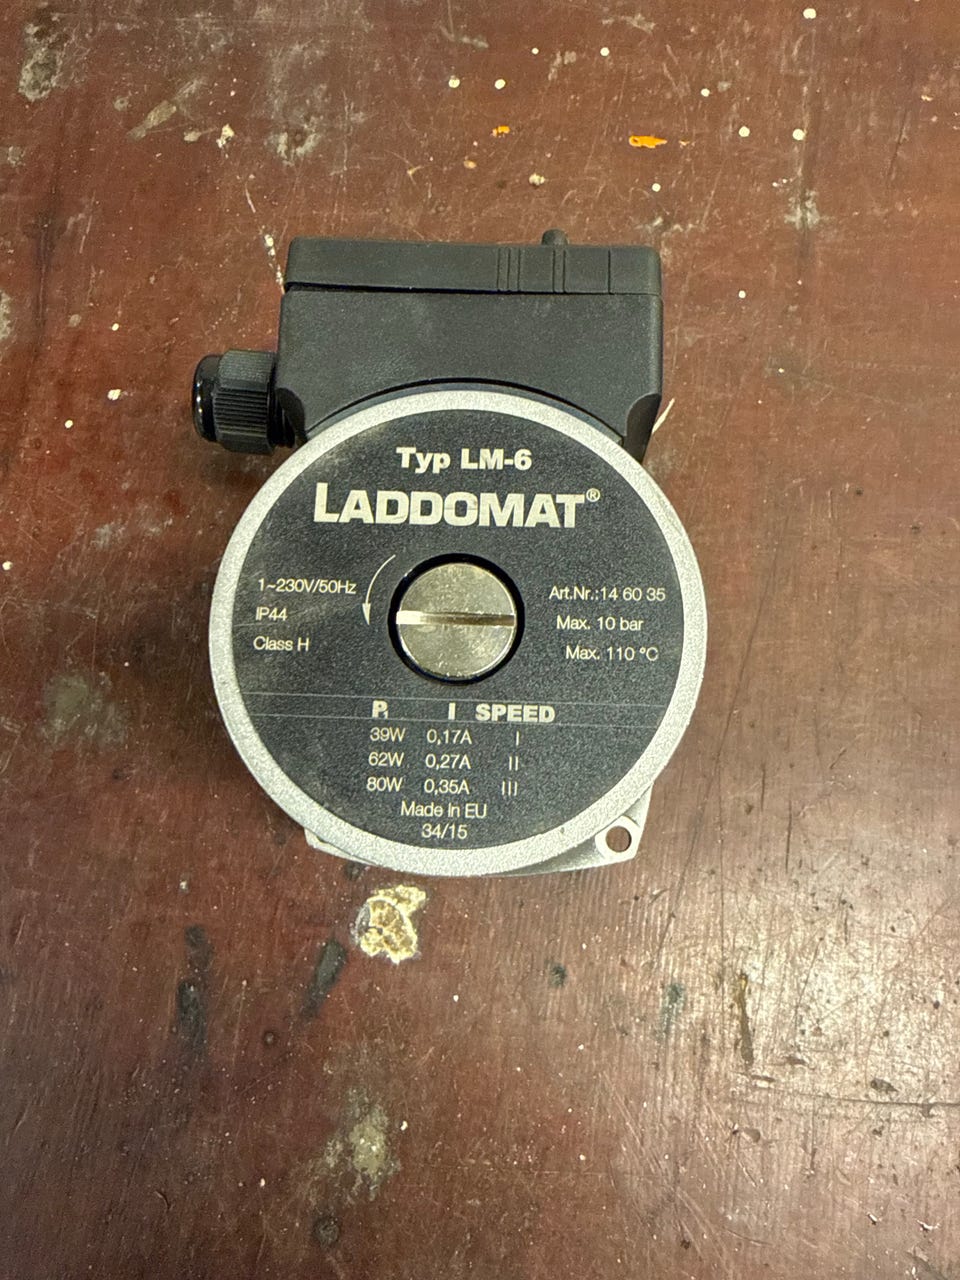 Typ LM-6
LADDOMAT®
1~230V/50Hz
IP44
Class H
Art.Nr.:14 60 35
Max. 10 bar
Max. 110 °C
P₁ I SPEED
39W 0,17A I
62W 0,27A II
80W 0,35A III
Made in EU
34/15